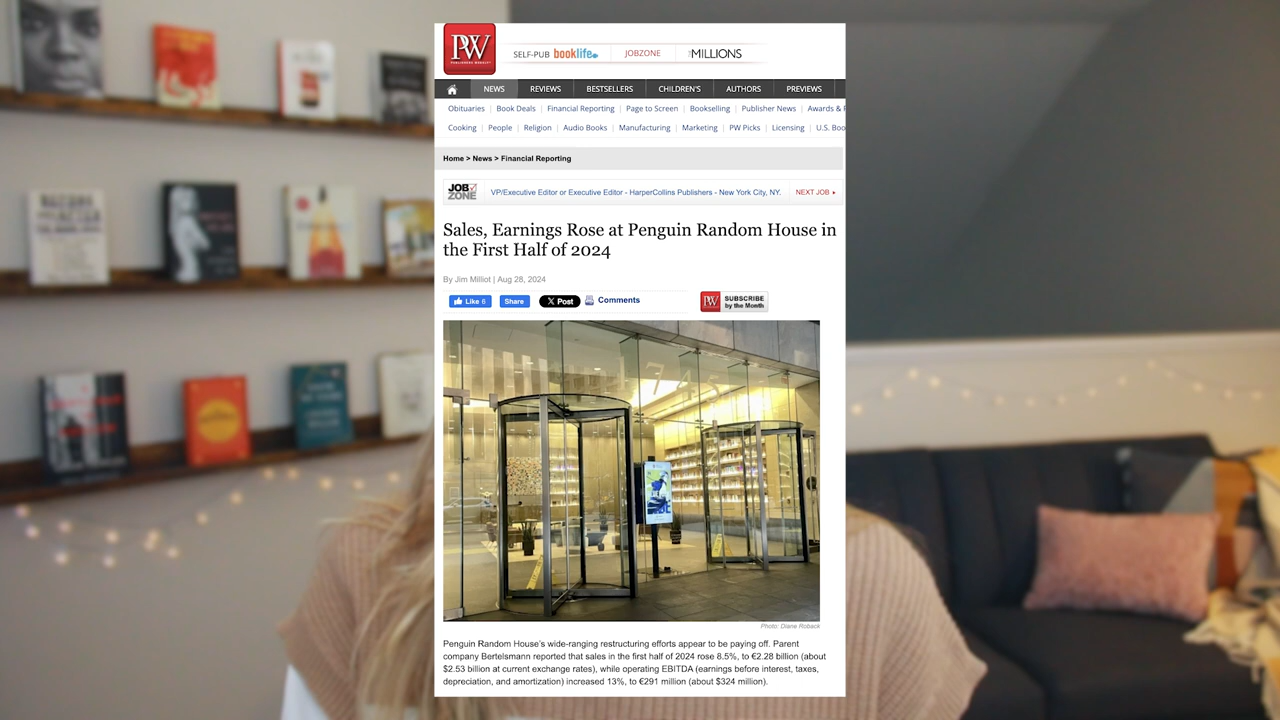 PW
PUBLISHERS WEEKLY
SELF-PUB booklife
JOBZONE
THE MILLIONS
NEWS REVIEWS BESTSELLERS CHILDREN'S AUTHORS PREVIEWS
Obituaries | Book Deals | Financial Reporting | Page to Screen | Bookselling | Publisher News | Awards &
Cooking | People | Religion | Audio Books | Manufacturing | Marketing | PW Picks | Licensing | U.S. Boo
Home > News > Financial Reporting
JOB ZONE
VP/Executive Editor or Executive Editor - HarperCollins Publishers - New York City, NY.
NEXT JOB
Sales, Earnings Rose at Penguin Random House in
the First Half of 2024
By Jim Milliot | Aug 28, 2024
Like 6
Share
X Post
Comments
PW SUBSCRIBE
by the Month
Photo: Diane Roback
Penguin Random House's wide-ranging restructuring efforts appear to be paying off. Parent
company Bertelsmann reported that sales in the first half of 2024 rose 8.5%, to €2.28 billion (about
$2.53 billion at current exchange rates), while operating EBITDA (earnings before interest, taxes,
depreciation, and amortization) increased 13%, to €291 million (about $324 million).